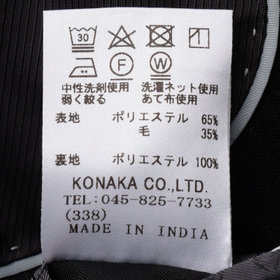 30
F W
中性洗剤使用 洗濯ネット使用
弱く絞る あて布使用
表地 ポリエステル 65%
毛 35%
裏地 ポリエステル 100%
KONAKA CO.,LTD.
TEL: 045-825-7733
(338)
MADE IN INDIA